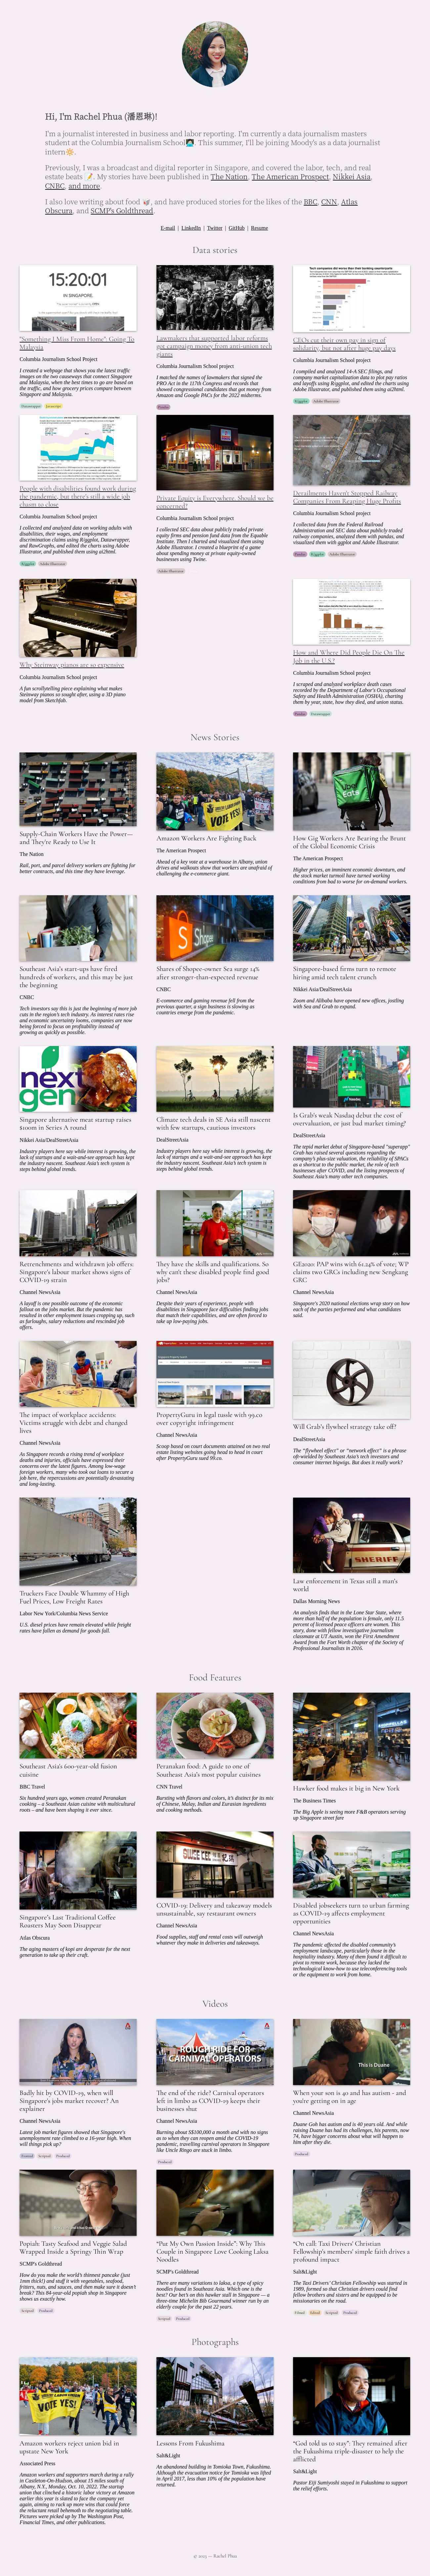 Hi, I'm Rachel Phua (潘恩琳)!
I'm a journalist interested in business and labor reporting. I'm currently a data journalism masters
student at the Columbia Journalism School👩🏻‍💻. This summer, I'll be joining Moody's as a data journalist
intern🔆.
Previously, I was a broadcast and digital reporter in Singapore, and covered the labor, tech, and real
estate beats 📝. My stories have been published in The Nation, The American Prospect, Nikkei Asia,
CNBC, and more.
I also love writing about food 🥡, and have produced stories for the likes of the BBC, CNN, Atlas
Obscura, and SCMP's Goldthread.
E-mail | LinkedIn | Twitter | GitHub | Resume
Data stories
15:20:01
IN SINGAPORE.
"Something I Miss From Home": Going To
Malaysia
Columbia Journalism School Project
I created a webpage that shows you the latest traffic
images on the two causeways that connect Singapore
and Malaysia, when the best times to go are based on
the traffic, and how grocery prices compare between
Singapore and Malaysia.
Lawmakers that supported labor reforms
got campaign money from anti-union tech
giants
Columbia Journalism school project
I matched the names of lawmakers that signed the
PRO Act in the 117th Congress and records that
showed congressional candidates that got money from
Amazon and Google PACs for the 2022 midterms.
CEOs cut their own pay in sign of
solidarity, but not after huge pay days
Columbia Journalism School project
I compiled and analyzed 14-A SEC filings, and
company market capitalization data to plot pay ratios
and layoffs using R/ggplot, and edited the charts using
Adobe Illustrator, and published them using ai2html.
People with disabilities found work during
the pandemic, but there's still a wide job
chasm to close
Columbia Journalism School project
I collected and analyzed data on working adults with
disabilities, their wages, and employment
discrimination claims using R/ggplot, Datawrapper,
and RawGraphs, edited the charts using Adobe
Illustrator, and published them using ai2html.
Private Equity is Everywhere. Should we be
concerned?
Columbia Journalism School project
I collected SEC data about publicly traded private
equity firms and pension fund data from the Equable
Institute. Then I charted and visualized them using
Adobe Illustrator. I created a blueprint of a game
about spending money at private equity-owned
businesses using Twine.
Derailments Haven't Stopped Railway
Companies From Reaping Huge Profits
Columbia Journalism School project
I collected data from the Federal Railroad
Administration and SEC data about publicly traded
railway companies, analyzed them with pandas, and
visualized them with ggplot and Adobe Illustrator.
Why Steinway pianos are so expensive
Columbia Journalism School project
A fun scrollytelling piece explaining what makes
Steinway pianos so sought after, using a 3D piano
model from Sketchfab.
How and Where Did People Die On The
Job in the U.S.?
Columbia Journalism School project
I scraped and analyzed workplace death cases
recorded by the Department of Labor's Occupational
Safety and Health Administration (OSHA), charting
them by year, state, how they died, and union status.
News Stories
Supply-Chain Workers Have the Power—
and They're Ready to Use It
The Nation
Rail, port, and parcel delivery workers are fighting for
better contracts, and this time they have leverage.
Amazon Workers Are Fighting Back
The American Prospect
Ahead of a key vote at a warehouse in Albany, union
drives and walkouts show that workers are unafraid of
challenging the e-commerce grant.
How Gig Workers Are Bearing the Brunt
of the Global Economic Crisis
The American Prospect
Higher prices, an imminent economic downturn, and
the stock market turmoil have turned working
conditions from bad to worse for on-demand workers.
Southeast Asia's start-ups have fired
hundreds of workers, and this may be just
the beginning
CNBC
Tech investors say this is just the beginning of more job
cuts in the region's tech industry. As interest rates rise
and economic uncertainty looms, companies are now
being forced to focus on profitability instead of
growing as quickly as possible.
Shopee
Shares of Shopee-owner Sea surge 14%
after stronger-than-expected revenue
CNBC
E-commerce and gaming revenue fell from the
previous quarter, a sign business is slowing as
countries emerge from the pandemic.
Singapore-based firms turn to remote
hiring amid tech talent crunch
Nikkei Asia/DealStreetAsia
Zoom and Alibaba have opened new offices, jostling
with Sea and Grab to expand.
next
gen
Singapore alternative meat startup raises
$100m in Series A round
Nikkei Asia/DealStreetAsia
Industry players here say while interest is growing, the
lack of startups and a wait-and-see approach has kept
the industry nascent. Southeast Asia's tech system is
steps behind global trends.
Climate tech deals in SE Asia still nascent
with few startups, cautious investors
DealStreetAsia
Industry players here say while interest is growing, the
lack of startups and a wait-and-see approach has kept
the industry nascent. Southeast Asia's tech system is
steps behind global trends.
Is Grab's weak Nasdaq debut the cost of
overvaluation, or just bad market timing?
DealStreetAsia
The tepid market debut of Singapore-based "superapp"
Grab has raised several questions regarding the
company's plus-size valuation, the reliability of SPACs
as a shortcut to the public market, the role of tech
businesses after COVID, and the listing prospects of
Southeast Asia's many other tech companies.
Retrenchments and withdrawn job offers:
Singapore's labour market shows signs of
COVID-19 strain
Channel NewsAsia
A layoff is one possible outcome of the economic
fallout on the job market. But the pandemic has
resulted in other employment issues cropping up, such
as furloughs, salary reductions and rescinded job
offers.
They have the skills and qualifications. So
why can't these disabled people find good
jobs?
Channel NewsAsia
Despite their years of experience, people with
disabilities in Singapore face difficulties finding jobs
that match their capabilities, and are often forced to
take up low-paying jobs.
GE2020: PAP wins with 61.24% of vote; WP
claims two GRCs including new Sengkang
GRC
Channel NewsAsia
Singapore's 2020 national elections wrap story on how
each of the parties performed and what candidates
said.
The impact of workplace accidents:
Victims struggle with debt and changed
lives
Channel NewsAsia
As Singapore records a rising trend of workplace
deaths and injuries, officials have expressed their
concerns over the latest figures. Among low-wage
foreign workers, many who took out loans to secure a
job here, the repercussions are potentially devastating
and long-lasting.
PropertyGuru in legal tussle with 99.co
over copyright infringement
Channel NewsAsia
Scoop based on court documents attained on two real
estate listing websites going head to head in court
after PropertyGuru sued 99.co.
Will Grab's flywheel strategy take off?
DealStreetAsia
The "flywheel effect" or "network effect" is a phrase
oft-wielded by Southeast Asia's tech investors and
consumer internet bigwigs. But does it really work?
Truckers Face Double Whammy of High
Fuel Prices, Low Freight Rates
Labor New York/Columbia News Service
U.S. diesel prices have remain elevated while freight
rates have fallen as demand for goods fall.
SHERIFF
Law enforcement in Texas still a man's
world
Dallas Morning News
An analysis finds that in the Lone Star State, where
more than half of the population is female, only 11.5
percent of licensed peace officers are women. This
story, done with fellow investigative journalism
classmate at UT Austin, won the First Amendment
Award from the Fort Worth chapter of the Society of
Professional Journalists in 2016.
Food Features
Southeast Asia's 600-year-old fusion
cuisine
BBC Travel
Six hundred years ago, women created Peranakan
cooking – a Southeast Asian cuisine with multicultural
roots – and have been shaping it ever since.
Peranakan food: A guide to one of
Southeast Asia's most popular cuisines
CNN Travel
Bursting with flavors and colors, it's distinct for its mix
of Chinese, Malay, Indian and Eurasian ingredients
and cooking methods.
Hawker food makes it big in New York
The Business Times
The Big Apple is seeing more F&B operators serving
up Singapore street fare
Singapore's Last Traditional Coffee
Roasters May Soon Disappear
Atlas Obscura
The aging masters of kopi are desperate for the next
generation to take up their craft.
COVID-19: Delivery and takeaway models
unsustainable, say restaurant owners
Channel NewsAsia
Food supplies, staff and rental costs will outweigh
whatever they make in deliveries and takeaways.
Disabled jobseekers turn to urban farming
as COVID-19 affects employment
opportunities
Channel NewsAsia
The pandemic affected the disabled community's
employment landscape, particularly those in the
hospitality industry. Many of them found it difficult to
pivot to remote work, because they lacked the
technological know-how to use teleconferencing tools
or the equipment to work from home.
Videos
Badly hit by COVID-19, when will
Singapore's jobs market recover? An
explainer
Channel NewsAsia
Latest job market figures showed that Singapore's
unemployment rate climbed to a 16-year high. When
will things pick up?
ROUGH RIDE FOR
CARNIVAL OPERATORS
The end of the ride? Carnival operators
left in limbo as COVID-19 keeps their
businesses shut
Channel NewsAsia
Burning about S$100,000 a month and with no signs
as to when they can reopen amid the COVID-19
pandemic, travelling carnival operators in Singapore
like Uncle Ringo are stuck in limbo.
Produced
This is Duane
When your son is 40 and has autism - and
you're getting on in age
Channel NewsAsia
Duane Goh has autism and is 40 years old. And while
raising Duane has had its challenges, his parents, now
74, have bigger concerns about what will happen to
him after they die.
Produced
Popiah: Tasty Seafood and Veggie Salad
Wrapped Inside a Springy Thin Wrap
SCMP's Goldthread
How do you make the world's thinnest pancake (just
1mm thick!) and stuff it with vegetables, seafood,
fritters, nuts, and sauces, and then make sure it doesn't
break? This 84-year-old popiah shop in Singapore
shows us exactly how.
"Put My Own Passion Inside": Why This
Couple in Singapore Love Cooking Laksa
Noodles
SCMP's Goldthread
There are many variations to laksa, a type of spicy
noodles found in Southeast Asia. Which one is the
best? Our bet's on this hawker stall in Singapore — a
three-time Michelin Bib Gourmand winner run by an
elderly couple for the past 22 years.
"On call: Taxi Drivers' Christian
Fellowship's members' simple faith drives a
profound impact
Salt&Light
The Taxi Drivers' Christian Fellowship was started in
1989, formed so that Christian drivers could find
fellow brothers and sisters and be equipped to be
missionaries on the road.
Photographs
VOTE YES!
Amazon workers reject union bid in
upstate New York
Associated Press
Amazon workers and supporters march during a rally
in Castleton-On-Hudson, about 15 miles south of
Albany, N.Y., Monday, Oct. 10, 2022. The startup
union that clinched a historic labor victory at Amazon
earlier this year is slated to face the company yet
again, aiming to rack up more wins that could force
the reluctant retail behemoth to the negotiating table.
Pictures were picked up by The Washington Post,
Financial Times, and other publications.
Lessons From Fukushima
Salt&Light
An abandoned building in Tomioka Town, Fukushima.
Although the evacuation notice for Tomioka was lifted
in April 2017, less than 10% of the population have
returned.
"God told us to stay": They remained after
the Fukushima triple-disaster to help the
afflicted
Salt&Light
Pastor Eiji Sumiyoshi stayed in Fukushima to support
the relief efforts.
© 2023 — Rachel Phua